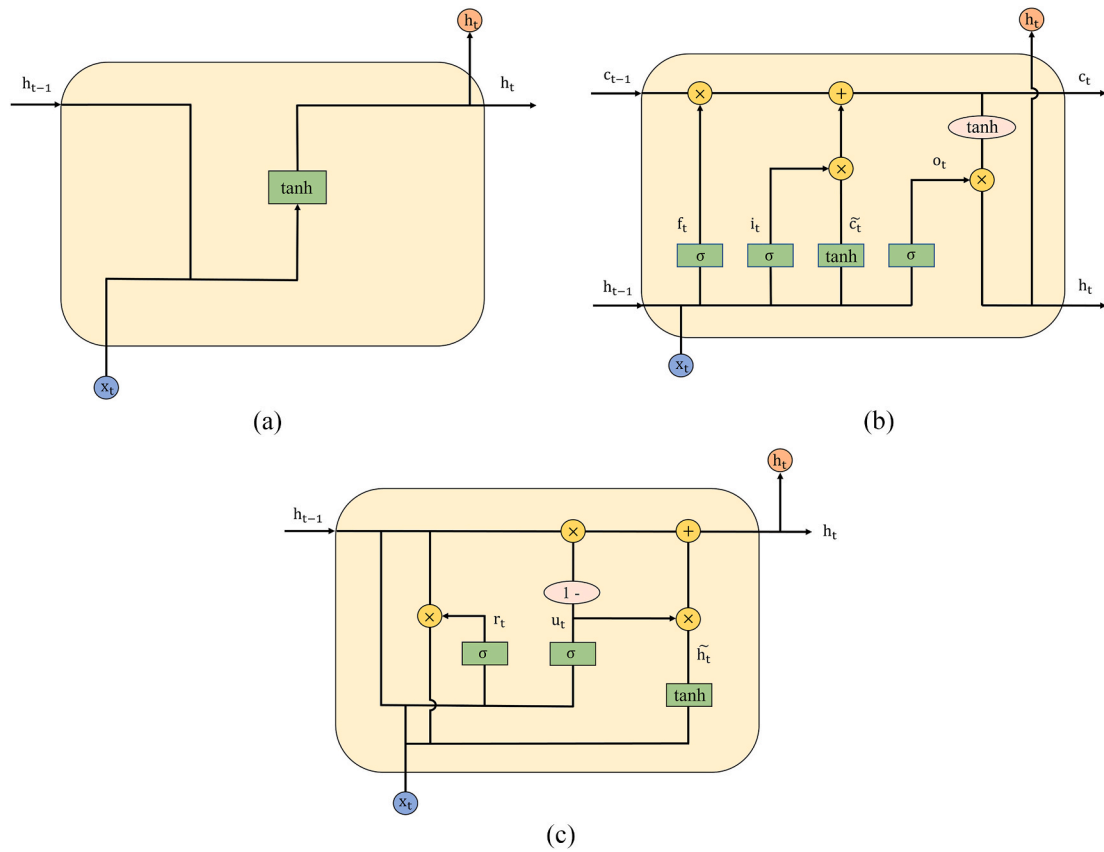 h_t
h_{t-1}
h_t
tanh
x_t
(a)
h_t
c_{t-1}
c_t
×
+
tanh
×
o_t
×
f_t
i_t
c̃_t
σ
σ
tanh
σ
h_{t-1}
h_t
x_t
(b)
h_t
h_{t-1}
×
+
h_t
1 -
×
r_t
u_t
×
σ
σ
h̃_t
tanh
x_t
(c)